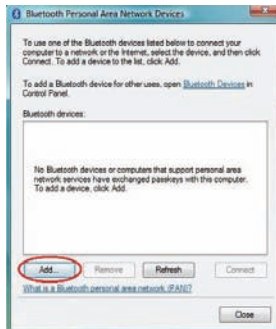 Bluetooth Personal Area Network Devices
To use one of the Bluetooth devices listed below to connect your
computer to a network or the Internet, select the device, and then click
Connect. To add a device to the list, click Add.
To add a Bluetooth device for other uses, open Bluetooth Devices in
Control Panel.
Bluetooth devices:
No Bluetooth devices or computers that support personal area
network services have exchanged passkeys with this computer.
To add a device, click Add.
Add... Remove Refresh Connect
What is a Bluetooth personal area network (PAN)?
Close